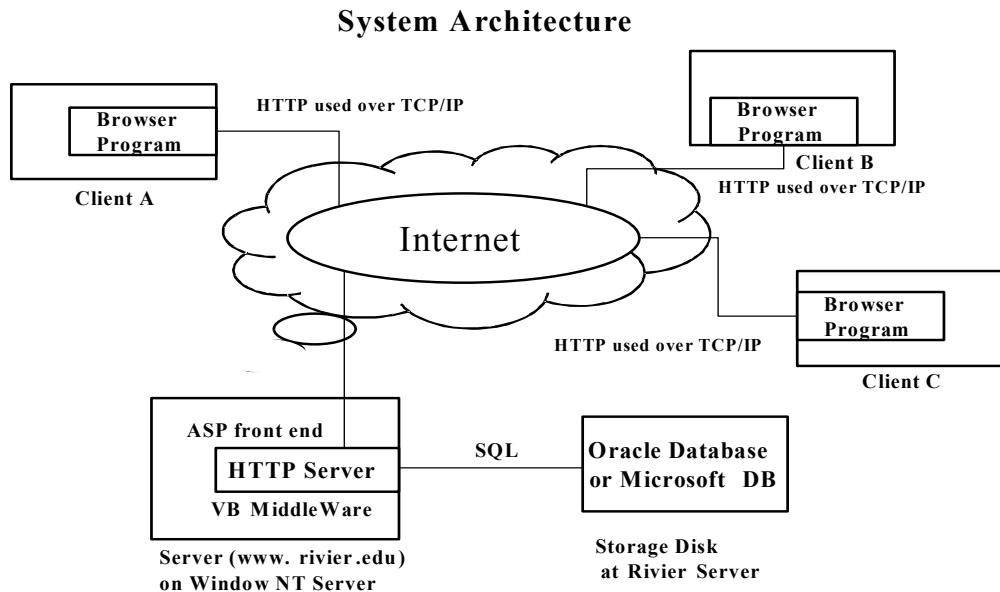 System Architecture
HTTP used over TCP/IP
Browser
Program
Client A
Browser
Program
Client B
HTTP used over TCP/IP
Internet
Browser
Program
HTTP used over TCP/IP
Client C
ASP front end
HTTP Server
VB MiddleWare
SQL
Oracle Database
or Microsoft DB
Server (www. rivier.edu)
on Window NT Server
Storage Disk
at Rivier Server